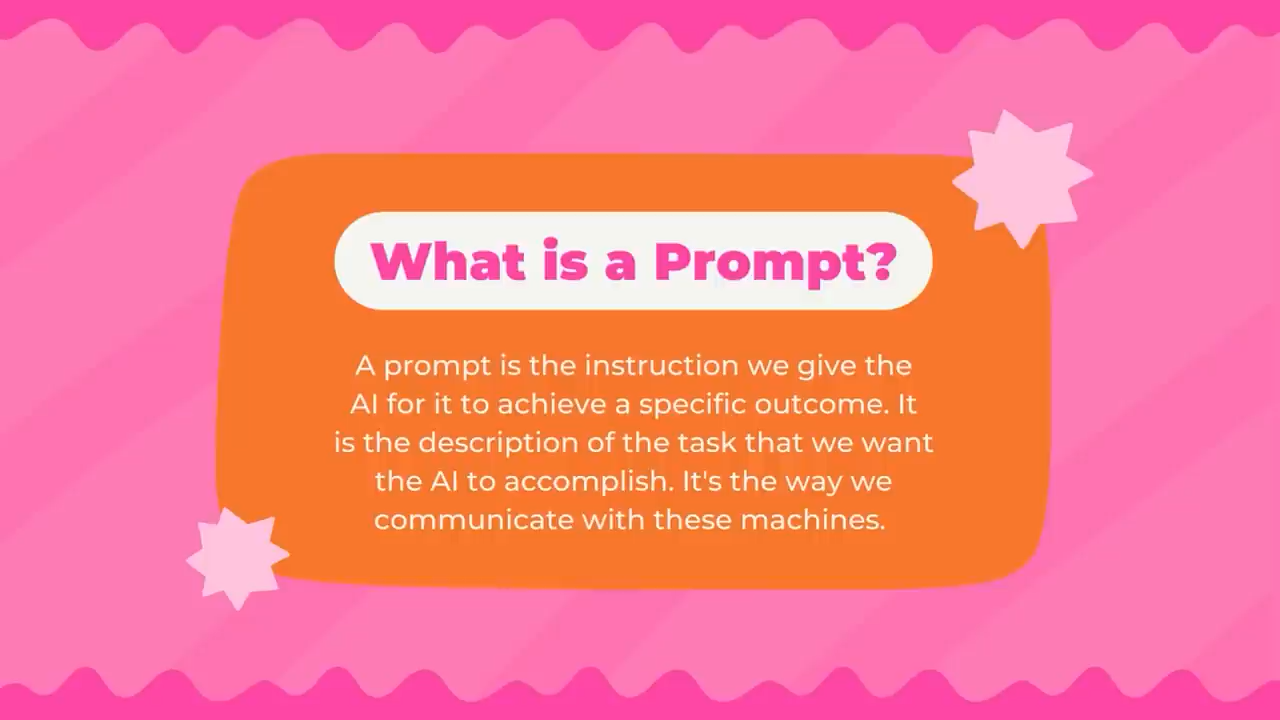 What is a Prompt?
A prompt is the instruction we give the
AI for it to achieve a specific outcome. It
is the description of the task that we want
the AI to accomplish. It's the way we
communicate with these machines.